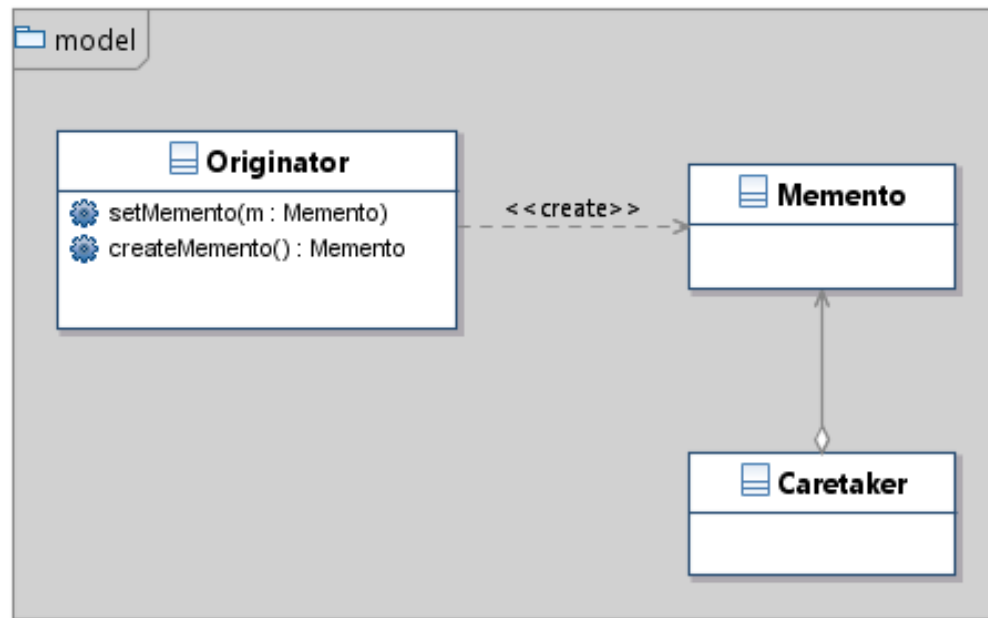 model
Originator
setMemento(m : Memento)
createMemento() : Memento
<<create>>
Memento
Caretaker